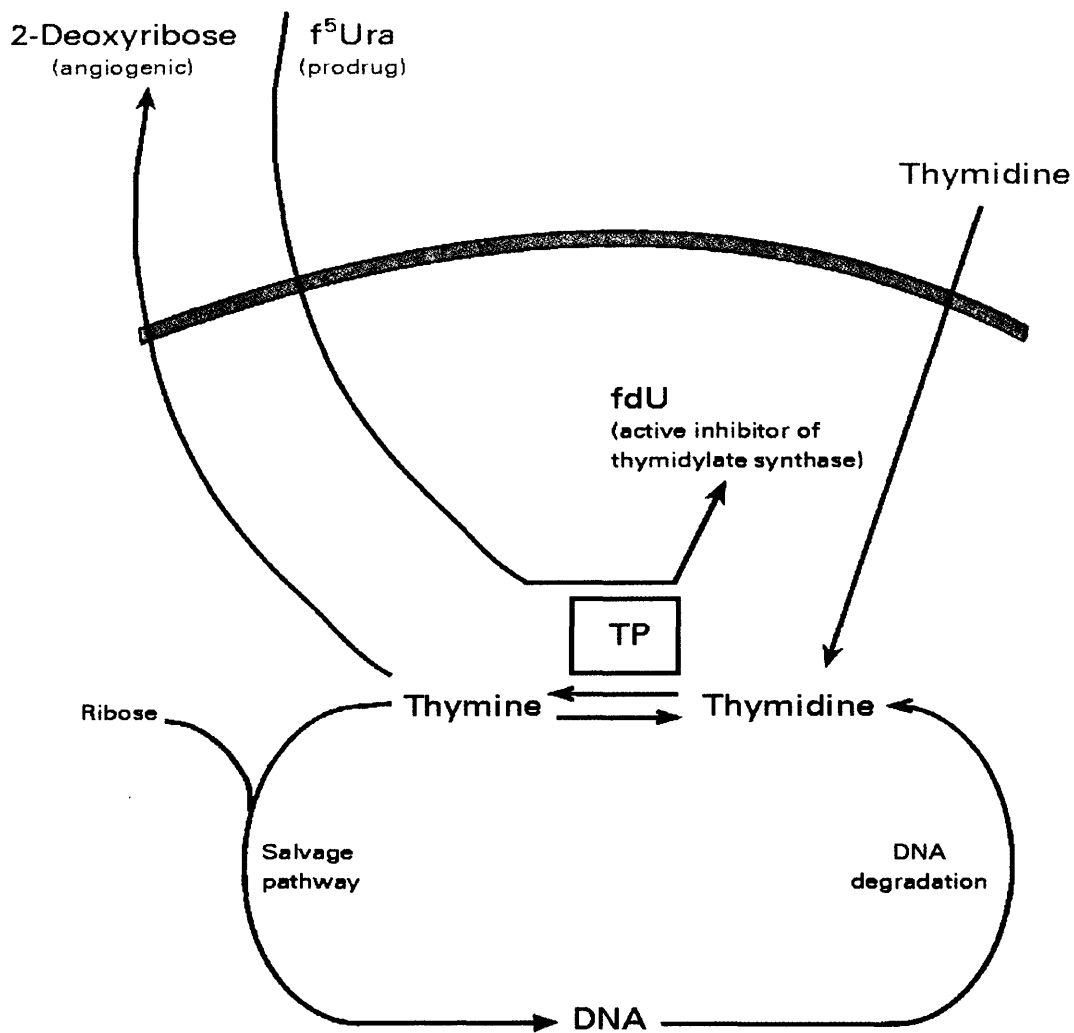 2-Deoxyribose
(angiogenic)
f⁵Ura
(prodrug)
Thymidine
fdU
(active inhibitor of
thymidylate synthase)
TP
Thymine
Thymidine
Ribose
Salvage
pathway
DNA
degradation
DNA